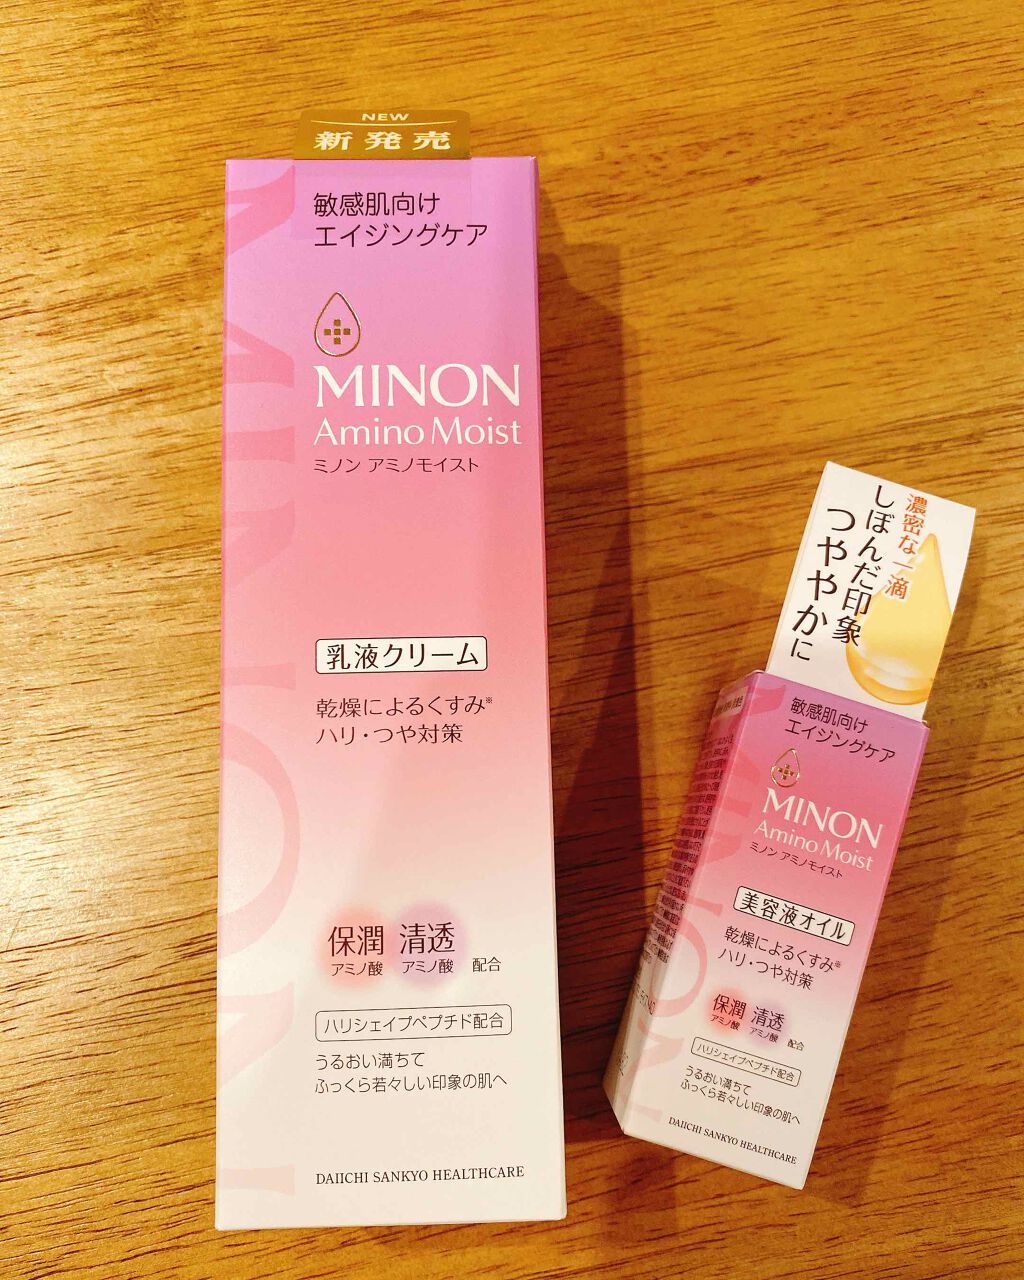 NEW
新発売
敏感肌向け
エイジングケア
MINON
Amino Moist
ミノン アミノモイスト
乳液クリーム
乾燥によるくすみ※
ハリ・つや対策
保潤 清透
アミノ酸 アミノ酸 配合
ハリシェイプペプチド配合
うるおい満ちて
ふっくら若々しい印象の肌へ
DAIICHI SANKYO HEALTHCARE
濃密な一滴
しぼんだ印象
つややかに
敏感肌向け
エイジングケア
MINON
Amino Moist
ミノン アミノモイスト
美容液オイル
乾燥によるくすみ※
ハリ・つや対策
保潤 清透
アミノ酸 アミノ酸 配合
ハリシェイプペプチド配合
うるおい満ちて
ふっくら若々しい印象の肌へ
DAIICHI SANKYO HEALTHCARE
MINON
MINON